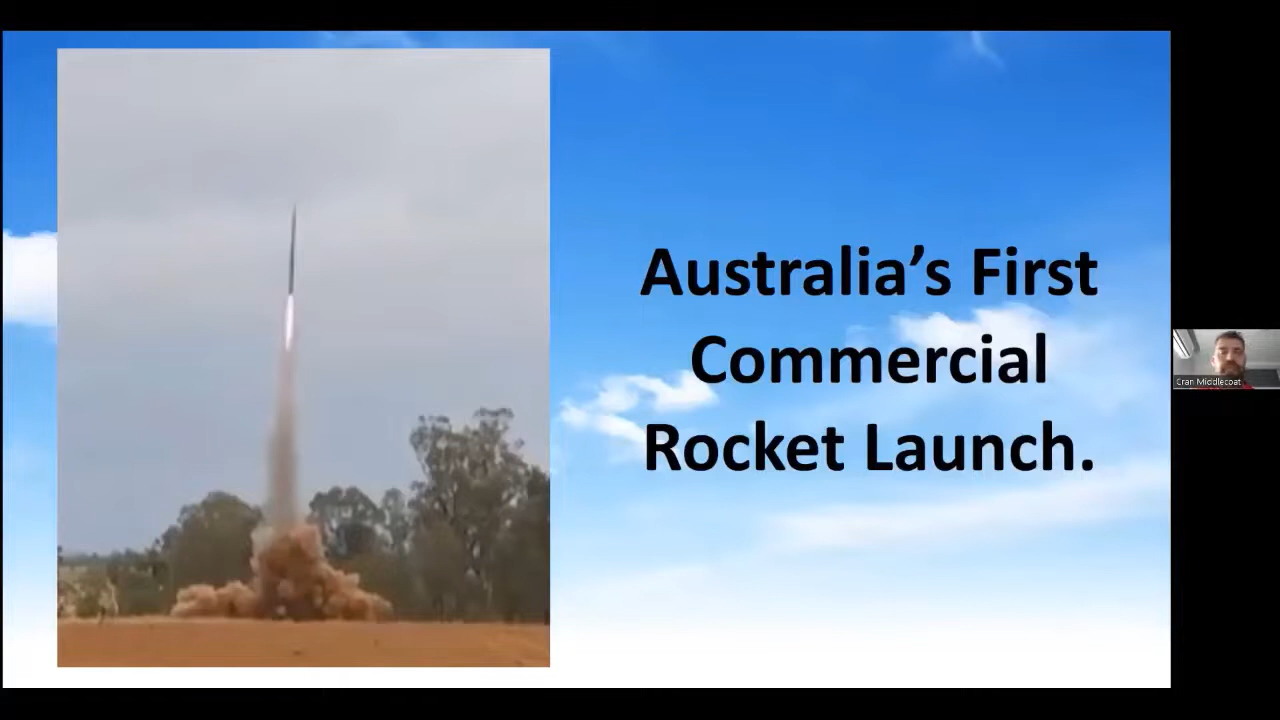 Australia’s First
Commercial
Rocket Launch.
Cran Middlecoat